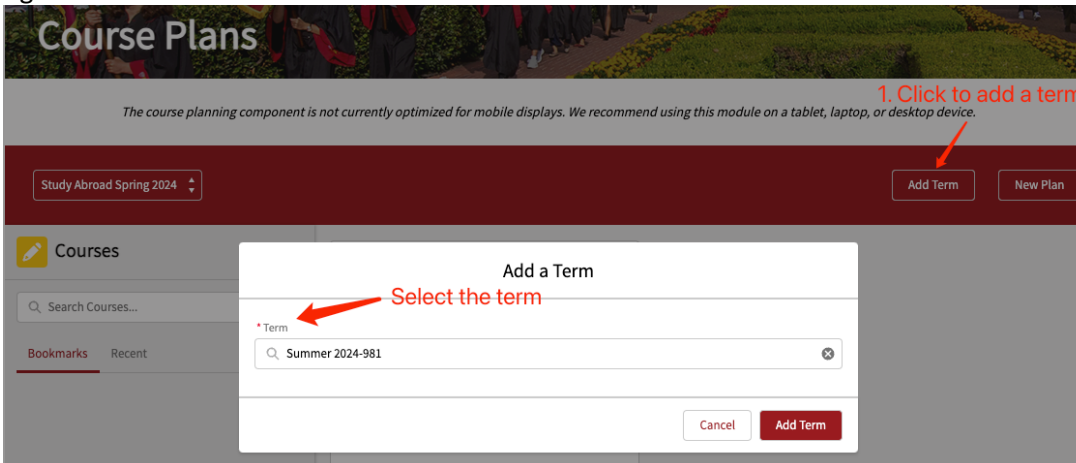 Course Plans
1. Click to add a term
The course planning component is not currently optimized for mobile displays. We recommend using this module on a tablet, laptop, or desktop device.
Study Abroad Spring 2024
Add Term
New Plan
Courses
Add a Term
Search Courses...
Select the term
* Term
Bookmarks Recent
Summer 2024-981
Cancel
Add Term